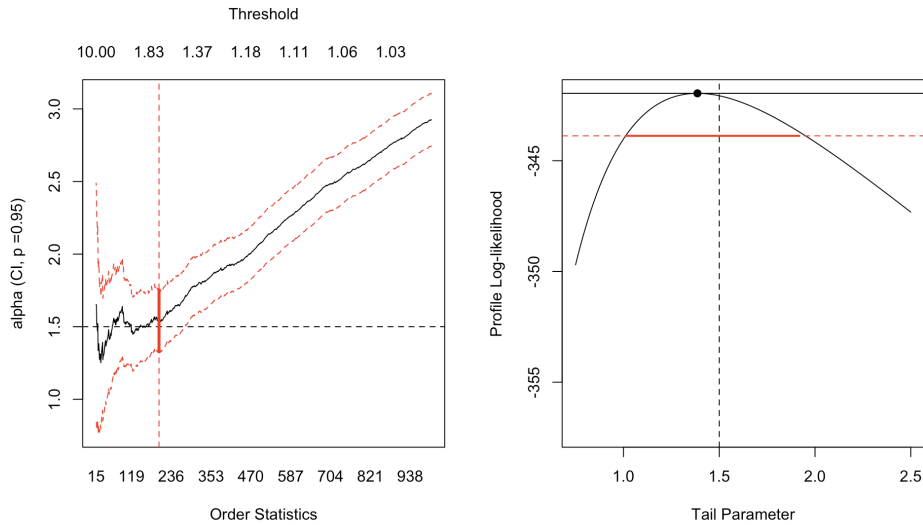 Threshold
10.00 1.83 1.37 1.18 1.11 1.06 1.03
alpha (CI, p =0.95)
3.0
2.5
2.0
1.5
1.0
15 119 236 353 470 587 704 821 938
Order Statistics
Profile Log-likelihood
-345
-350
-355
1.0 1.5 2.0 2.5
Tail Parameter